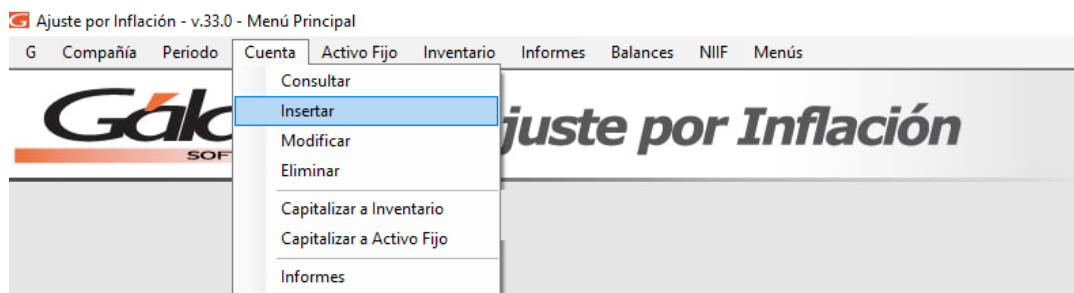 Ajuste por Inflación - v.33.0 - Menú Principal
G Compañía Periodo Cuenta Activo Fijo Inventario Informes Balances NIIF Menús
Consultar
Insertar
Modificar
Eliminar
Capitalizar a Inventario
Capitalizar a Activo Fijo
Informes
por Inflación